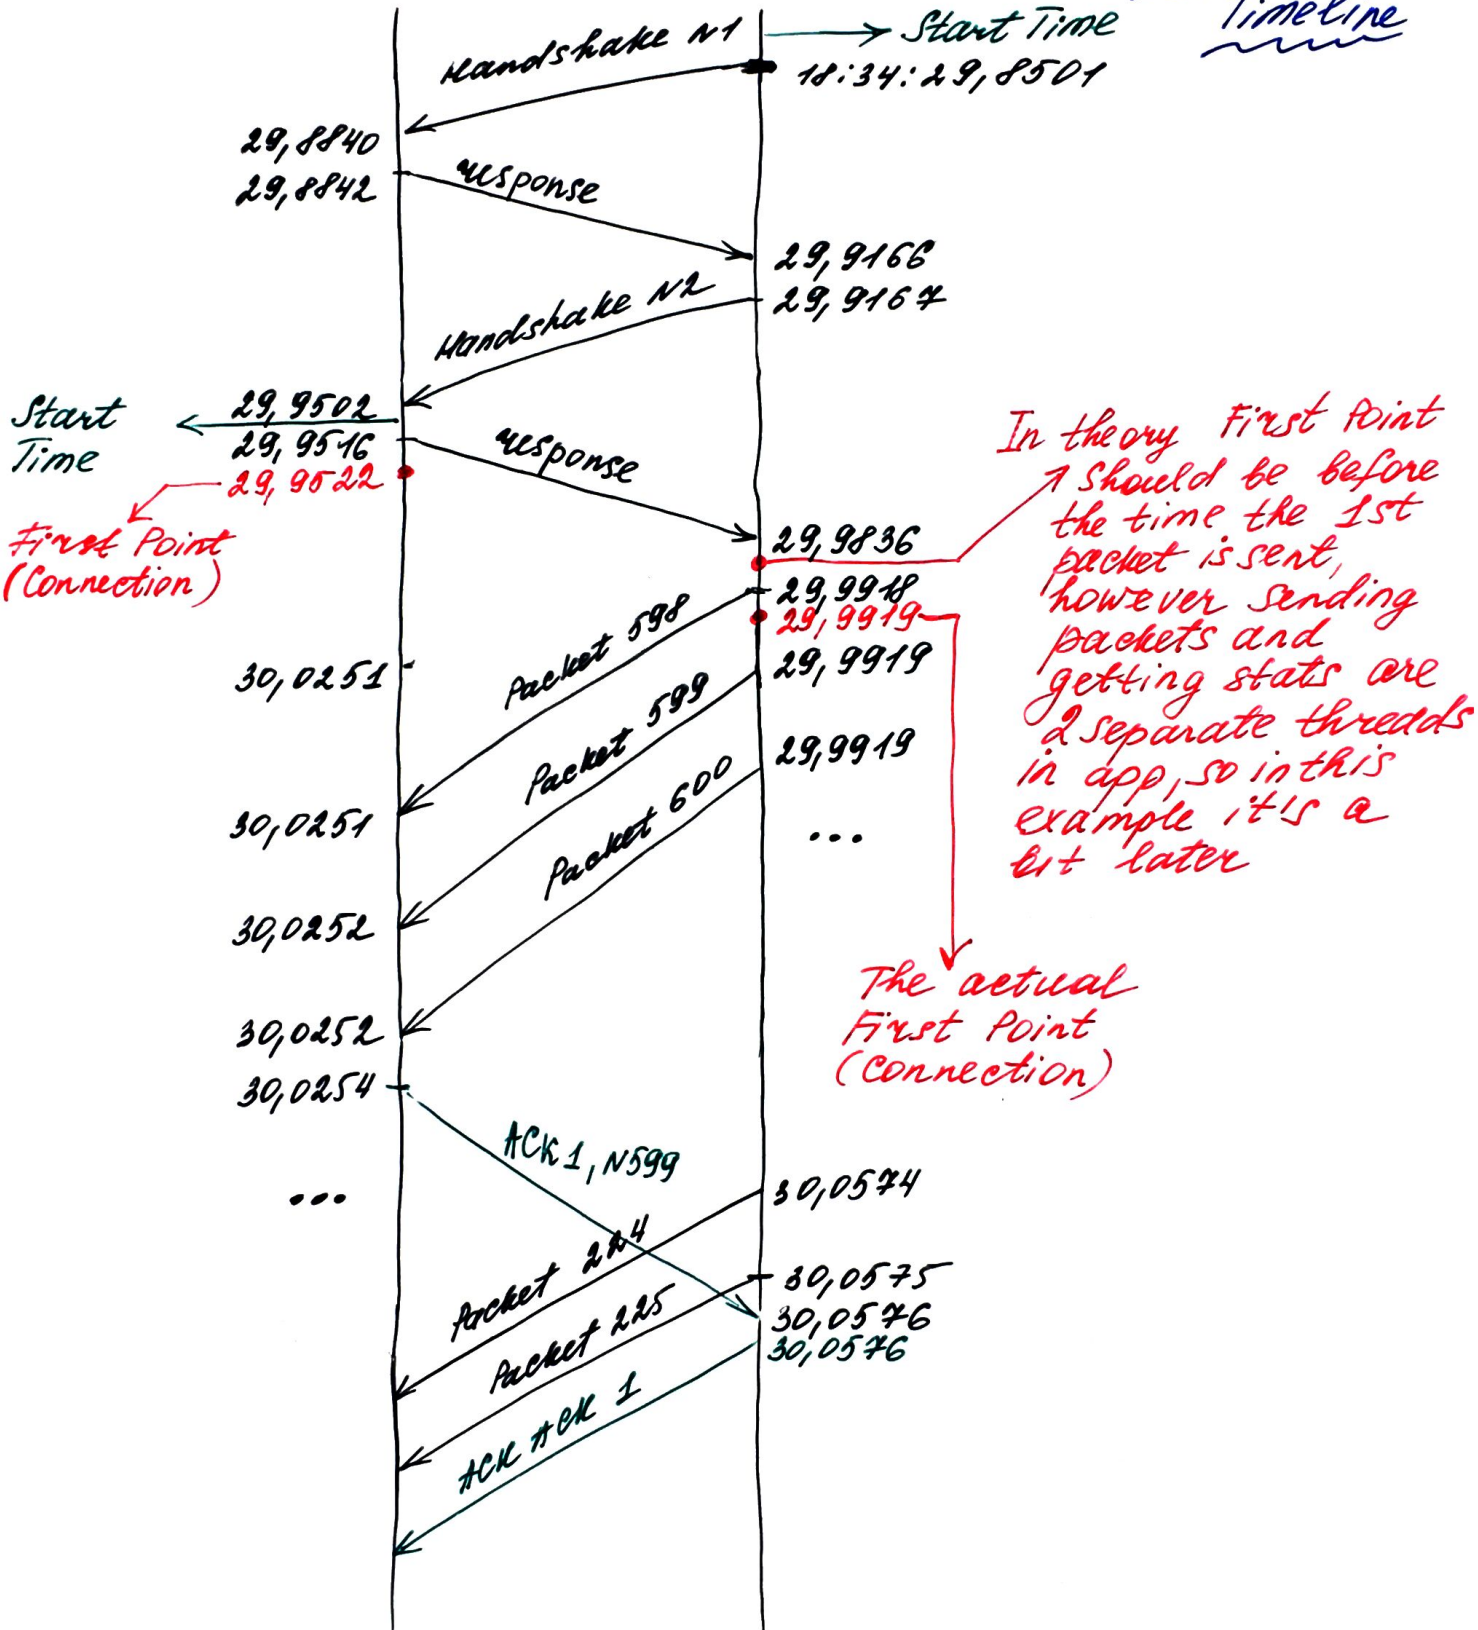 Timeline
Handshake N1
Start Time
18:34:29,8501
29,8840
29,8842
response
29,9166
29,9167
Handshake N2
Start
Time
29,9502
29,9516
29,9522
First Point
(Connection)
response
29,9836
29,9918
29,9919
29,9919
29,9919
...
In theory First Point
should be before
the time the 1st
packet is sent,
however sending
packets and
getting stats are
2 separate threads
in app, so in this
example it's a
bit later
Packet 598
Packet 599
Packet 600
30,0251
30,0251
30,0252
30,0252
30,0254
The actual
First Point
(Connection)
ACK 1, N599
...
30,0574
Packet 224
30,0575
30,0576
30,0576
Packet 225
ACK ACK 1